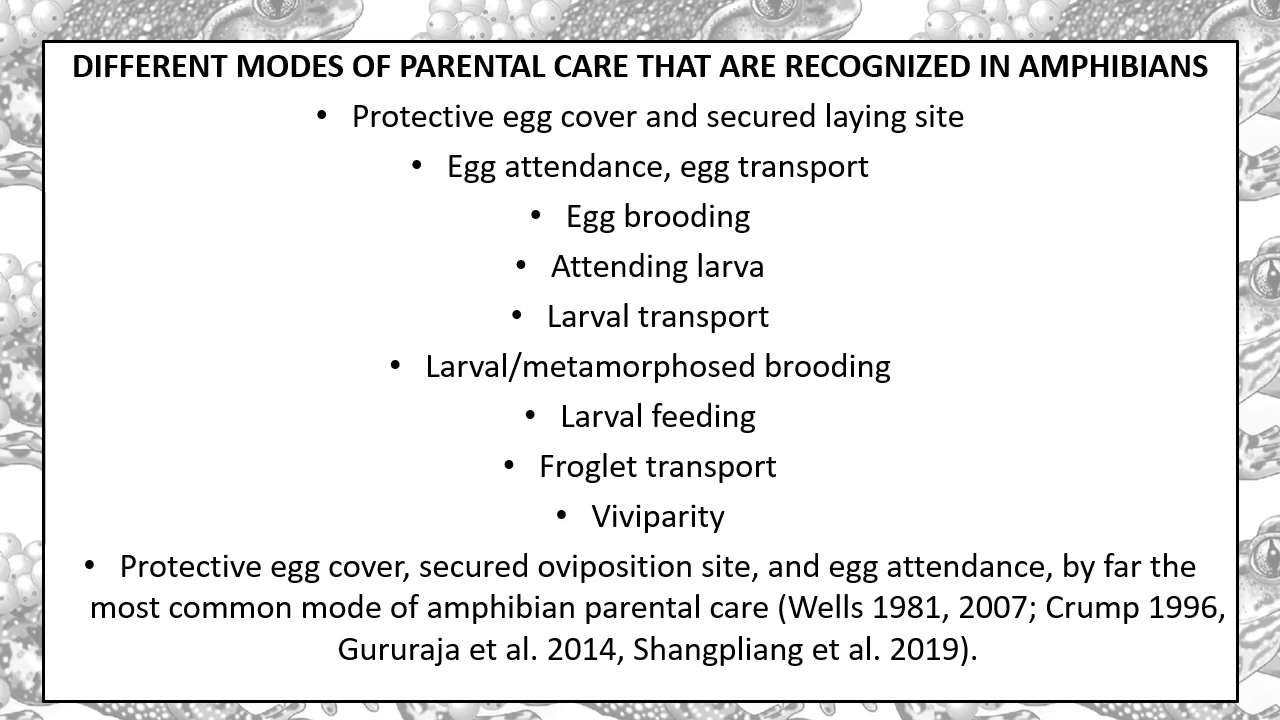 DIFFERENT MODES OF PARENTAL CARE THAT ARE RECOGNIZED IN AMPHIBIANS
• Protective egg cover and secured laying site
• Egg attendance, egg transport
• Egg brooding
• Attending larva
• Larval transport
• Larval/metamorphosed brooding
• Larval feeding
• Froglet transport
• Viviparity
• Protective egg cover, secured oviposition site, and egg attendance, by far the
most common mode of amphibian parental care (Wells 1981, 2007; Crump 1996,
Gururaja et al. 2014, Shangpliang et al. 2019).